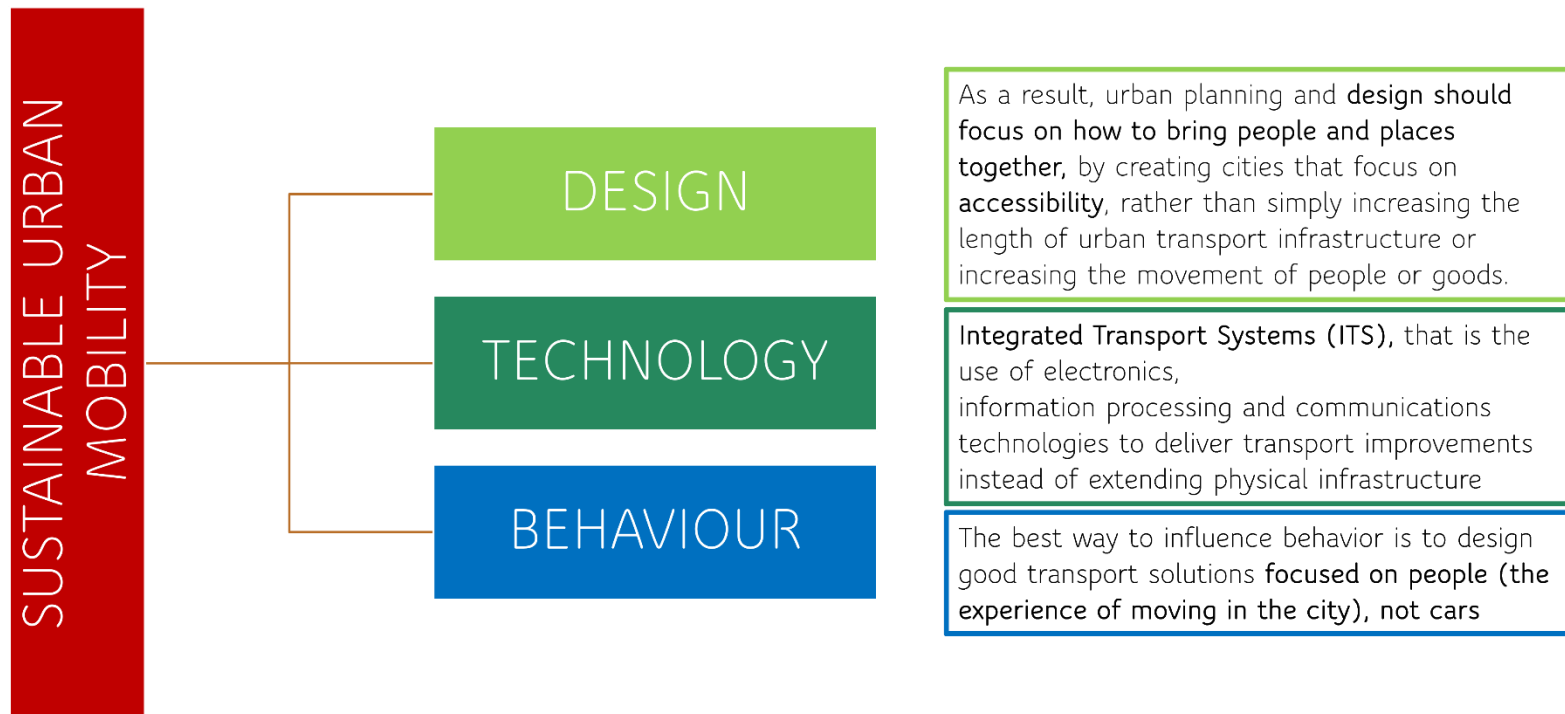 SUSTAINABLE URBAN
MOBILITY
DESIGN
As a result, urban planning and design should
focus on how to bring people and places
together, by creating cities that focus on
accessibility, rather than simply increasing the
length of urban transport infrastructure or
increasing the movement of people or goods.
TECHNOLOGY
Integrated Transport Systems (ITS), that is the
use of electronics,
information processing and communications
technologies to deliver transport improvements
instead of extending physical infrastructure
BEHAVIOUR
The best way to influence behavior is to design
good transport solutions focused on people (the
experience of moving in the city), not cars